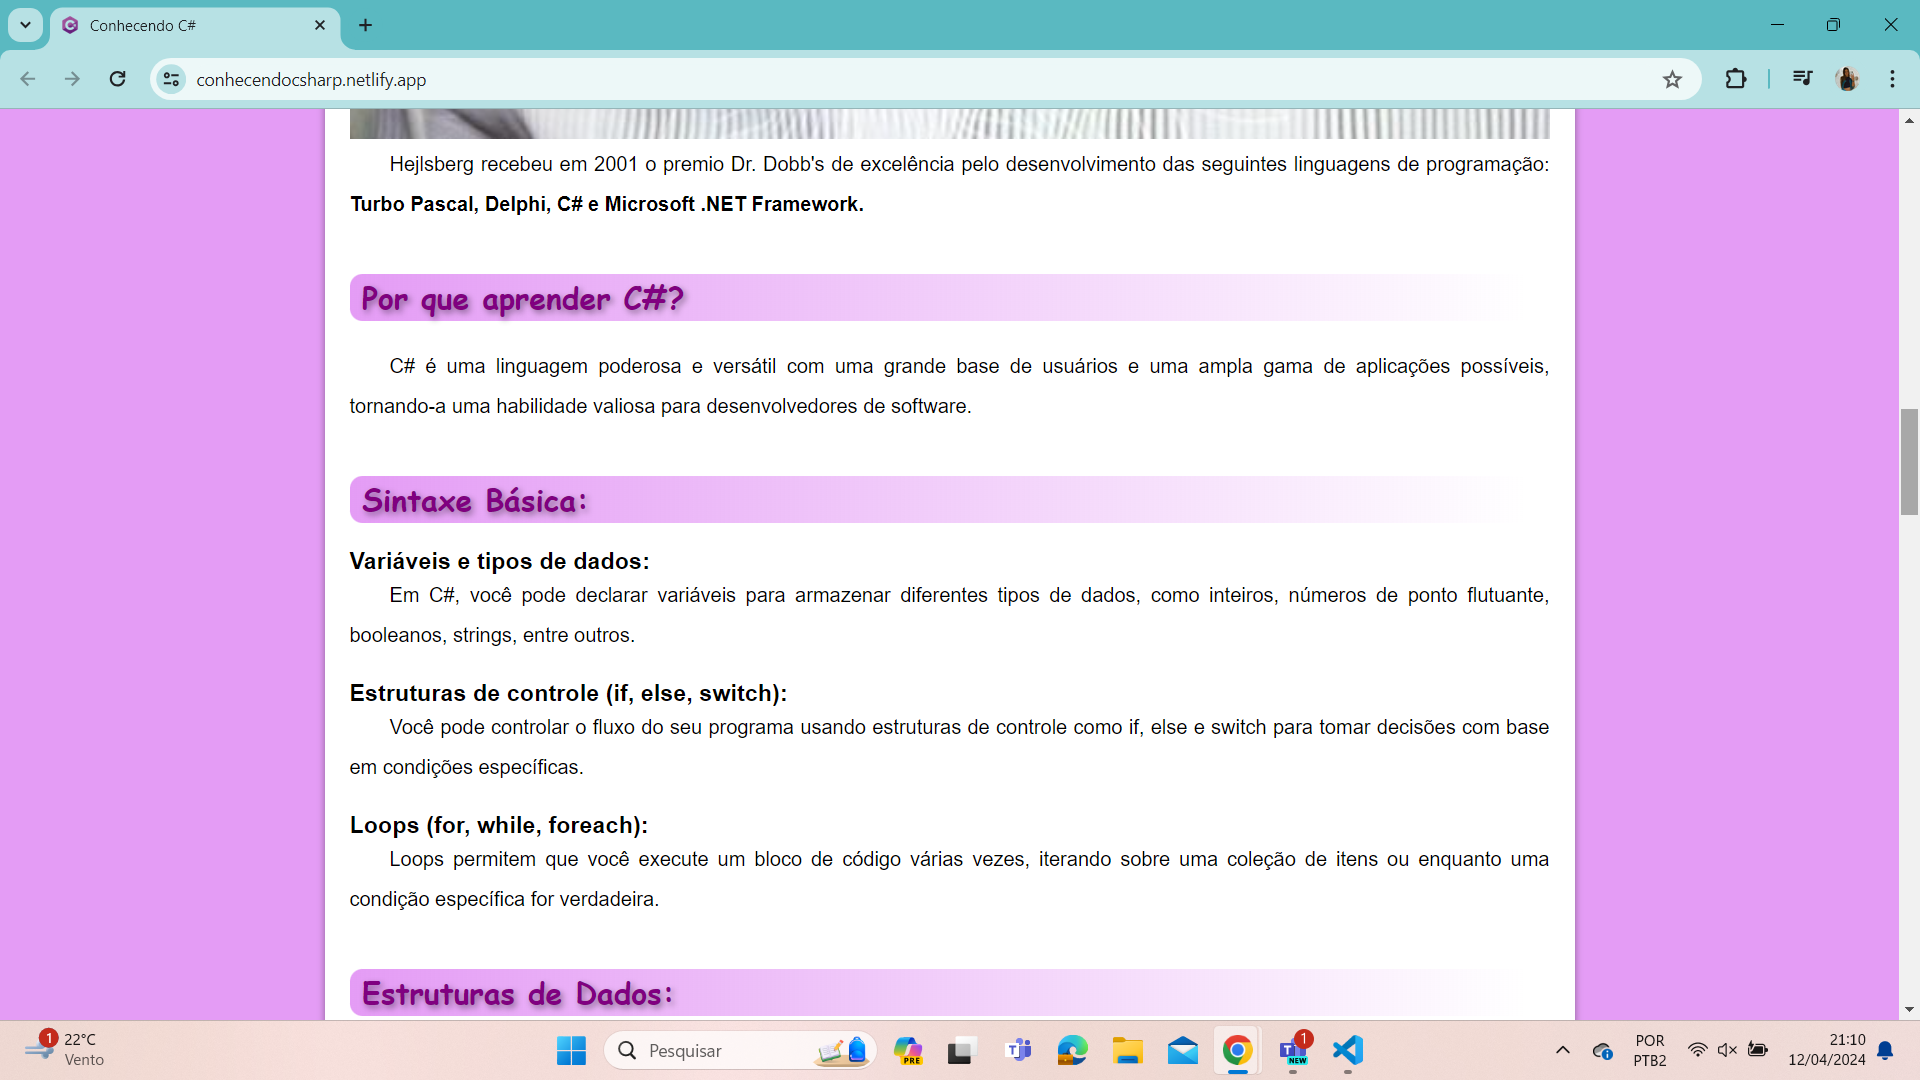 Conhecendo C#
conhecendocsharp.netlify.app
Hejlsberg recebeu em 2001 o premio Dr. Dobb's de excelência pelo desenvolvimento das seguintes linguagens de programação:
Turbo Pascal, Delphi, C# e Microsoft .NET Framework.
Por que aprender C#?
C# é uma linguagem poderosa e versátil com uma grande base de usuários e uma ampla gama de aplicações possíveis,
tornando-a uma habilidade valiosa para desenvolvedores de software.
Sintaxe Básica:
Variáveis e tipos de dados:
Em C#, você pode declarar variáveis para armazenar diferentes tipos de dados, como inteiros, números de ponto flutuante,
booleanos, strings, entre outros.
Estruturas de controle (if, else, switch):
Você pode controlar o fluxo do seu programa usando estruturas de controle como if, else e switch para tomar decisões com base
em condições específicas.
Loops (for, while, foreach):
Loops permitem que você execute um bloco de código várias vezes, iterando sobre uma coleção de itens ou enquanto uma
condição específica for verdadeira.
Estruturas de Dados:
1
22°C
Vento
Pesquisar
PRE
1
NEW
POR
PTB2
21:10
12/04/2024